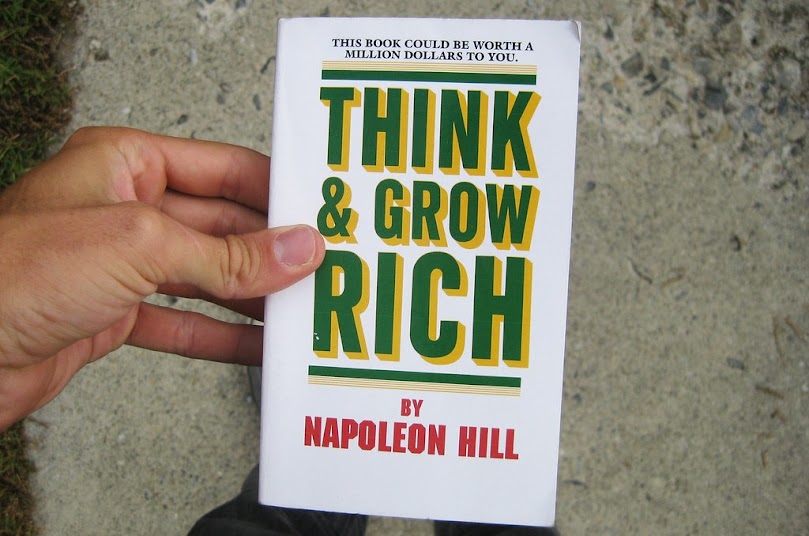 THIS BOOK COULD BE WORTH A
MILLION DOLLARS TO YOU.
THINK
& GROW
RICH
BY
NAPOLEON HILL